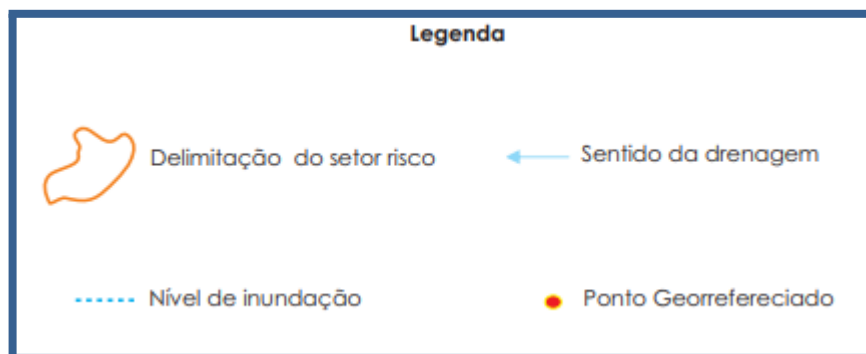 Legenda
Delimitação do setor risco
Sentido da drenagem
Nível de inundação
Ponto Georrefereciado